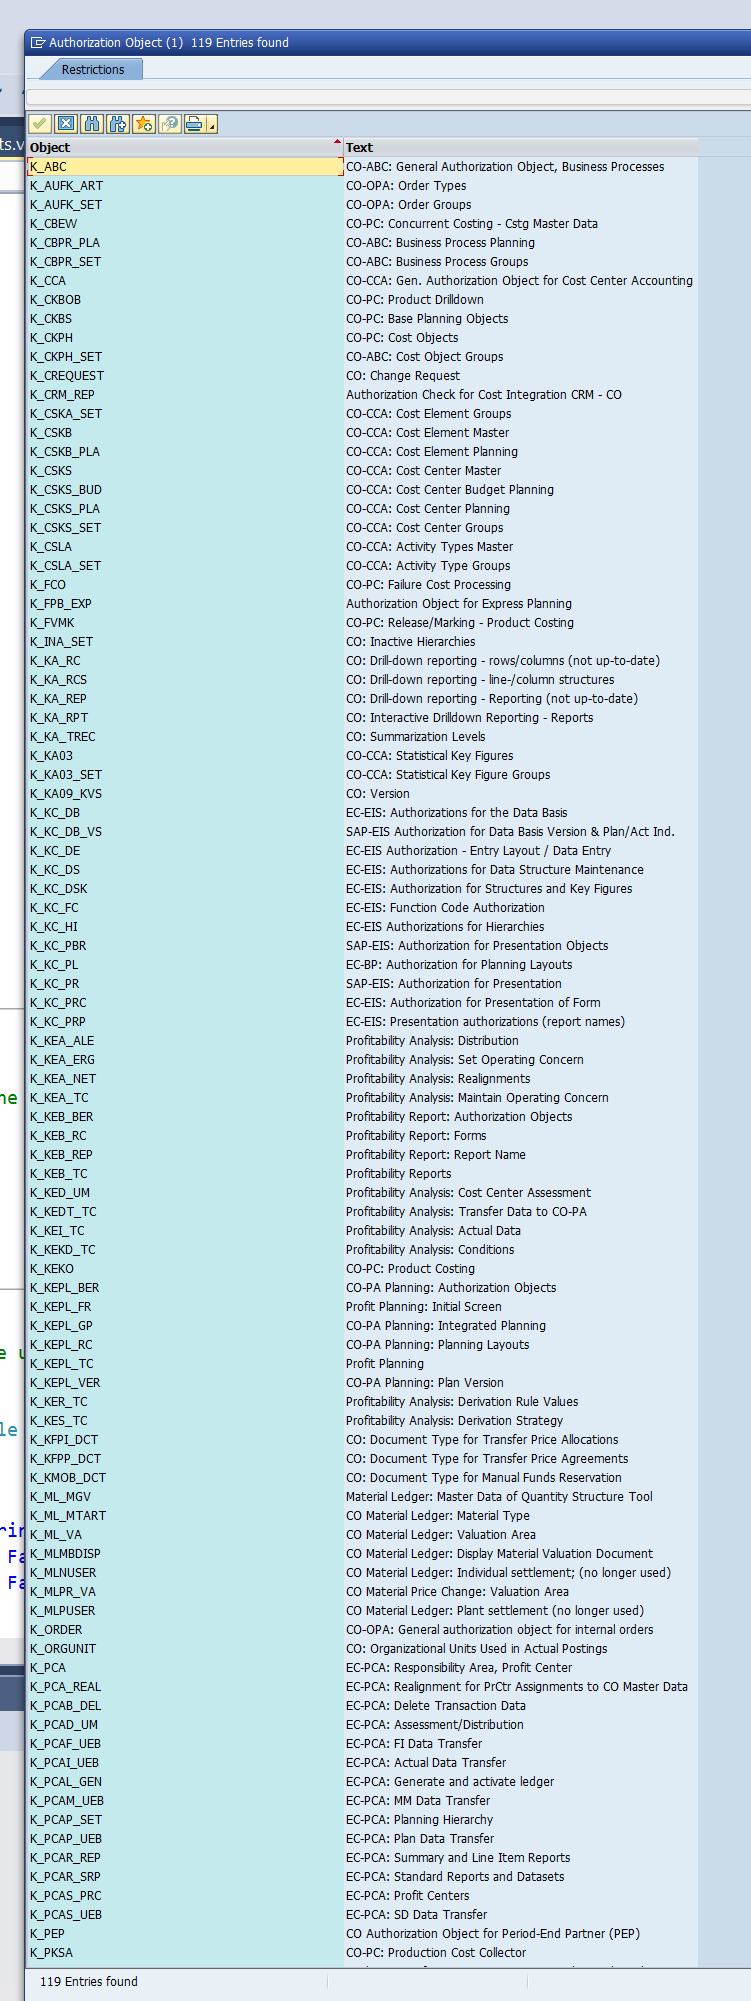 Authorization Object (1)  119 Entries found
Restrictions
ts.v
Object Text
K_ABC CO-ABC: General Authorization Object, Business Processes
K_AUFK_ART CO-OPA: Order Types
K_AUFK_SET CO-OPA: Order Groups
K_CBEW CO-PC: Concurrent Costing - Cstg Master Data
K_CBPR_PLA CO-ABC: Business Process Planning
K_CBPR_SET CO-ABC: Business Process Groups
K_CCA CO-CCA: Gen. Authorization Object for Cost Center Accounting
K_CKBOB CO-PC: Product Drilldown
K_CKBS CO-PC: Base Planning Objects
K_CKPH CO-PC: Cost Objects
K_CKPH_SET CO-ABC: Cost Object Groups
K_CREQUEST CO: Change Request
K_CRM_REP Authorization Check for Cost Integration CRM - CO
K_CSKA_SET CO-CCA: Cost Element Groups
K_CSKB CO-CCA: Cost Element Master
K_CSKB_PLA CO-CCA: Cost Element Planning
K_CSKS CO-CCA: Cost Center Master
K_CSKS_BUD CO-CCA: Cost Center Budget Planning
K_CSKS_PLA CO-CCA: Cost Center Planning
K_CSKS_SET CO-CCA: Cost Center Groups
K_CSLA CO-CCA: Activity Types Master
K_CSLA_SET CO-CCA: Activity Type Groups
K_FCO CO-PC: Failure Cost Processing
K_FPB_EXP Authorization Object for Express Planning
K_FVMK CO-PC: Release/Marking - Product Costing
K_INA_SET CO: Inactive Hierarchies
K_KA_RC CO: Drill-down reporting - rows/columns (not up-to-date)
K_KA_RCS CO: Drill-down reporting - line-/column structures
K_KA_REP CO: Drill-down reporting - Reporting (not up-to-date)
K_KA_RPT CO: Interactive Drilldown Reporting - Reports
K_KA_TREC CO: Summarization Levels
K_KA03 CO-CCA: Statistical Key Figures
K_KA03_SET CO-CCA: Statistical Key Figure Groups
K_KA09_KVS CO: Version
K_KC_DB EC-EIS: Authorizations for the Data Basis
K_KC_DB_VS SAP-EIS Authorization for Data Basis Version & Plan/Act Ind.
K_KC_DE EC-EIS Authorization - Entry Layout / Data Entry
K_KC_DS EC-EIS: Authorizations for Data Structure Maintenance
K_KC_DSK EC-EIS: Authorization for Structures and Key Figures
K_KC_FC EC-EIS: Function Code Authorization
K_KC_HI EC-EIS Authorizations for Hierarchies
K_KC_PBR SAP-EIS: Authorization for Presentation Objects
K_KC_PL EC-BP: Authorization for Planning Layouts
K_KC_PR SAP-EIS: Authorization for Presentation
K_KC_PRC EC-EIS: Authorization for Presentation of Form
K_KC_PRP EC-EIS: Presentation authorizations (report names)
K_KEA_ALE Profitability Analysis: Distribution
K_KEA_ERG Profitability Analysis: Set Operating Concern
K_KEA_NET Profitability Analysis: Realignments
ne K_KEA_TC Profitability Analysis: Maintain Operating Concern
K_KEB_BER Profitability Report: Authorization Objects
K_KEB_RC Profitability Report: Forms
K_KEB_REP Profitability Report: Report Name
K_KEB_TC Profitability Reports
K_KED_UM Profitability Analysis: Cost Center Assessment
K_KEDT_TC Profitability Analysis: Transfer Data to CO-PA
K_KEI_TC Profitability Analysis: Actual Data
K_KEKD_TC Profitability Analysis: Conditions
K_KEKO CO-PC: Product Costing
K_KEPL_BER CO-PA Planning: Authorization Objects
K_KEPL_FR Profit Planning: Initial Screen
K_KEPL_GP CO-PA Planning: Integrated Planning
e u K_KEPL_RC CO-PA Planning: Planning Layouts
K_KEPL_TC Profit Planning
K_KEPL_VER CO-PA Planning: Plan Version
K_KER_TC Profitability Analysis: Derivation Rule Values
le K_KES_TC Profitability Analysis: Derivation Strategy
K_KFPI_DCT CO: Document Type for Transfer Price Allocations
K_KFPP_DCT CO: Document Type for Transfer Price Agreements
K_KMOB_DCT CO: Document Type for Manual Funds Reservation
K_ML_MGV Material Ledger: Master Data of Quantity Structure Tool
K_ML_MTART CO Material Ledger: Material Type
rin K_ML_VA CO Material Ledger: Valuation Area
Fa K_MLMBDISP CO Material Ledger: Display Material Valuation Document
K_MLNUSER CO Material Ledger: Individual settlement; (no longer used)
Fa K_MLPR_VA CO Material Price Change: Valuation Area
K_MLPUSER CO Material Ledger: Plant settlement (no longer used)
K_ORDER CO-OPA: General authorization object for internal orders
K_ORGUNIT CO: Organizational Units Used in Actual Postings
K_PCA EC-PCA: Responsibility Area, Profit Center
K_PCA_REAL EC-PCA: Realignment for PrCtr Assignments to CO Master Data
K_PCAB_DEL EC-PCA: Delete Transaction Data
K_PCAD_UM EC-PCA: Assessment/Distribution
K_PCAF_UEB EC-PCA: FI Data Transfer
K_PCAI_UEB EC-PCA: Actual Data Transfer
K_PCAL_GEN EC-PCA: Generate and activate ledger
K_PCAM_UEB EC-PCA: MM Data Transfer
K_PCAP_SET EC-PCA: Planning Hierarchy
K_PCAP_UEB EC-PCA: Plan Data Transfer
K_PCAR_REP EC-PCA: Summary and Line Item Reports
K_PCAR_SRP EC-PCA: Standard Reports and Datasets
K_PCAS_PRC EC-PCA: Profit Centers
K_PCAS_UEB EC-PCA: SD Data Transfer
K_PEP CO Authorization Object for Period-End Partner (PEP)
K_PKSA CO-PC: Production Cost Collector
119 Entries found